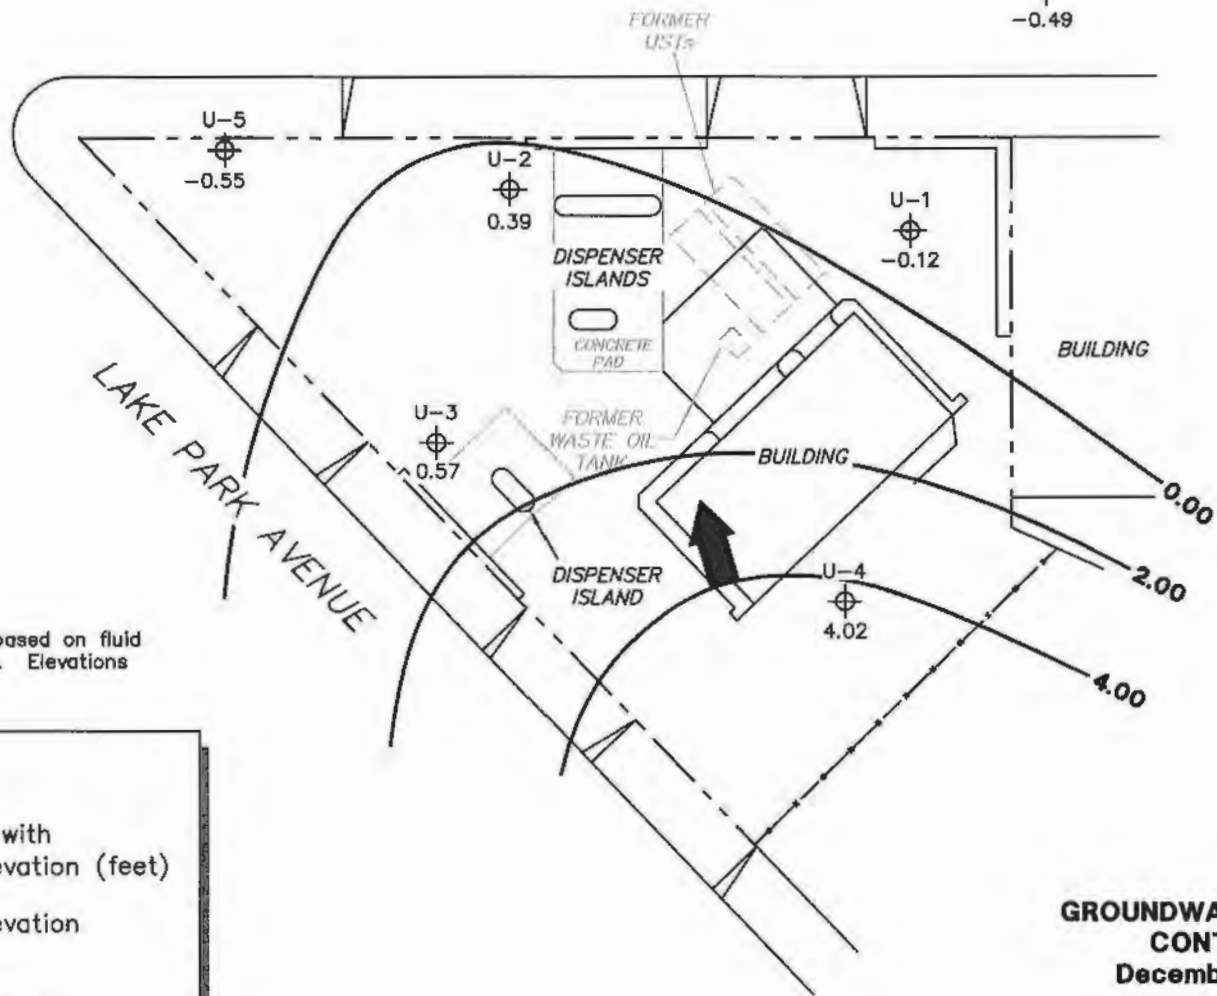 -0.49
FORMER
USTs
U-5
-0.55
U-2
0.39
U-1
-0.12
DISPENSER
ISLANDS
CONCRETE
PAD
BUILDING
LAKE PARK AVENUE
U-3
0.57
FORMER
WASTE OIL
TANK
BUILDING
0.00
DISPENSER
ISLAND
U-4
4.02
2.00
4.00
based on fluid
. Elevations
with
evation (feet)
evation
GROUNDWA
CONT
Decemb